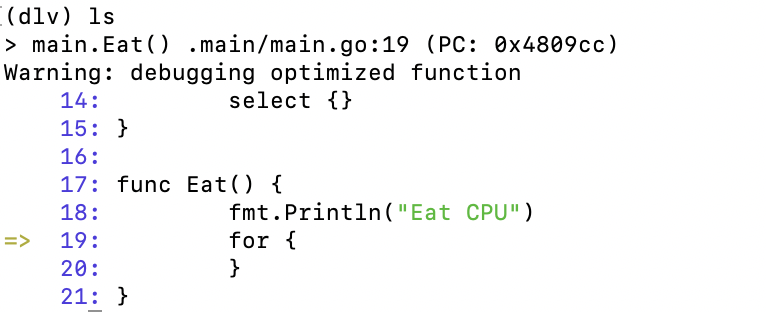 (dlv) ls
> main.Eat() .main/main.go:19 (PC: 0x4809cc)
Warning: debugging optimized function
    14:         select {}
    15: }
    16:
    17: func Eat() {
    18:         fmt.Println("Eat CPU")
=>  19:         for {
    20:         }
    21: }